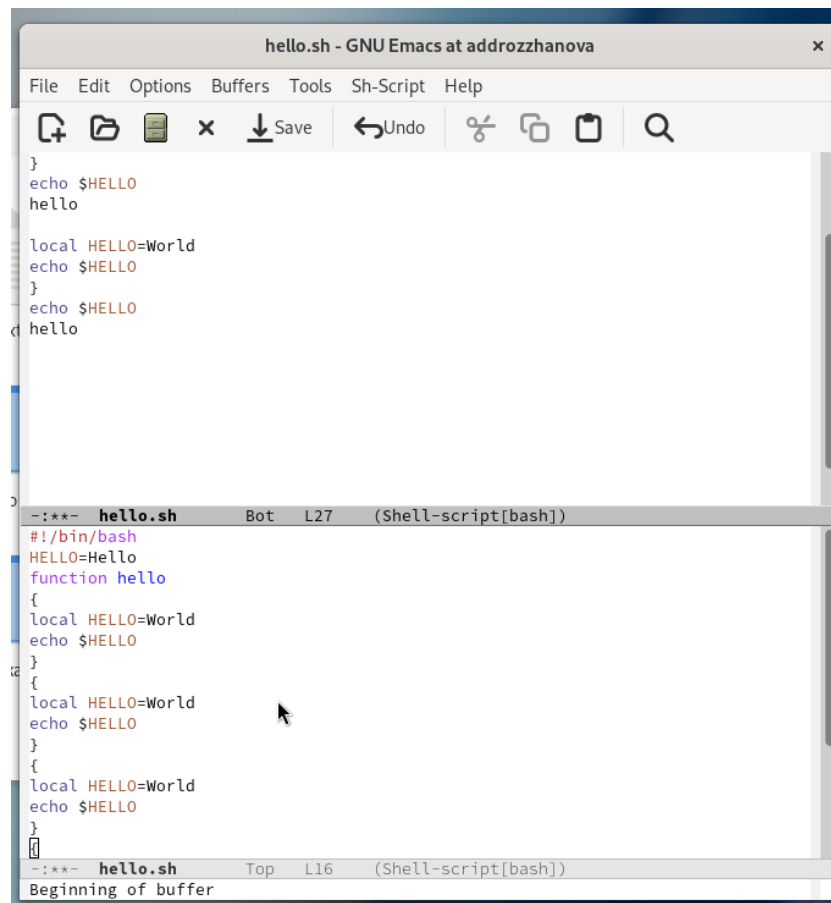 hello.sh - GNU Emacs at addrozzhanova ×
File Edit Options Buffers Tools Sh-Script Help
Save Undo
}
echo $HELLO
hello

local HELLO=World
echo $HELLO
}
echo $HELLO
hello
-:**- hello.sh Bot L27 (Shell-script[bash])
#!/bin/bash
HELLO=Hello
function hello
{
local HELLO=World
echo $HELLO
}
{
local HELLO=World
echo $HELLO
}
{
local HELLO=World
echo $HELLO
}
{
-:**- hello.sh Top L16 (Shell-script[bash])
Beginning of buffer